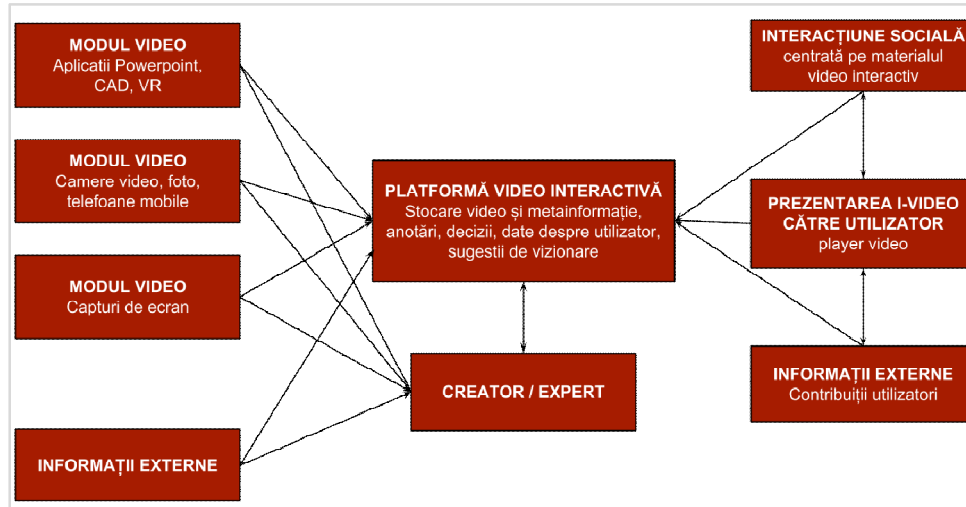 MODUL VIDEO
Aplicatii Powerpoint,
CAD, VR
MODUL VIDEO
Camere video, foto,
telefoane mobile
MODUL VIDEO
Capturi de ecran
INFORMAȚII EXTERNE
PLATFORMĂ VIDEO INTERACTIVĂ
Stocare video și metainformație,
anotări, decizii, date despre utilizator,
sugestii de vizionare
CREATOR / EXPERT
INTERACȚIUNE SOCIALĂ
centrată pe materialul
video interactiv
PREZENTAREA I-VIDEO
CĂTRE UTILIZATOR
player video
INFORMAȚII EXTERNE
Contribuiții utilizatori